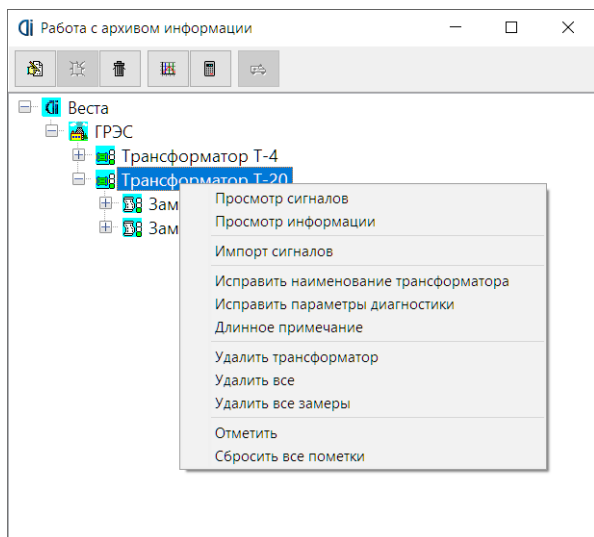 Работа с архивом информации
Веста
ГРЭС
Трансформатор Т-4
Трансформатор Т-20
Зам
Зам
Просмотр сигналов
Просмотр информации
Импорт сигналов
Исправить наименование трансформатора
Исправить параметры диагностики
Длинное примечание
Удалить трансформатор
Удалить все
Удалить все замеры
Отметить
Сбросить все пометки